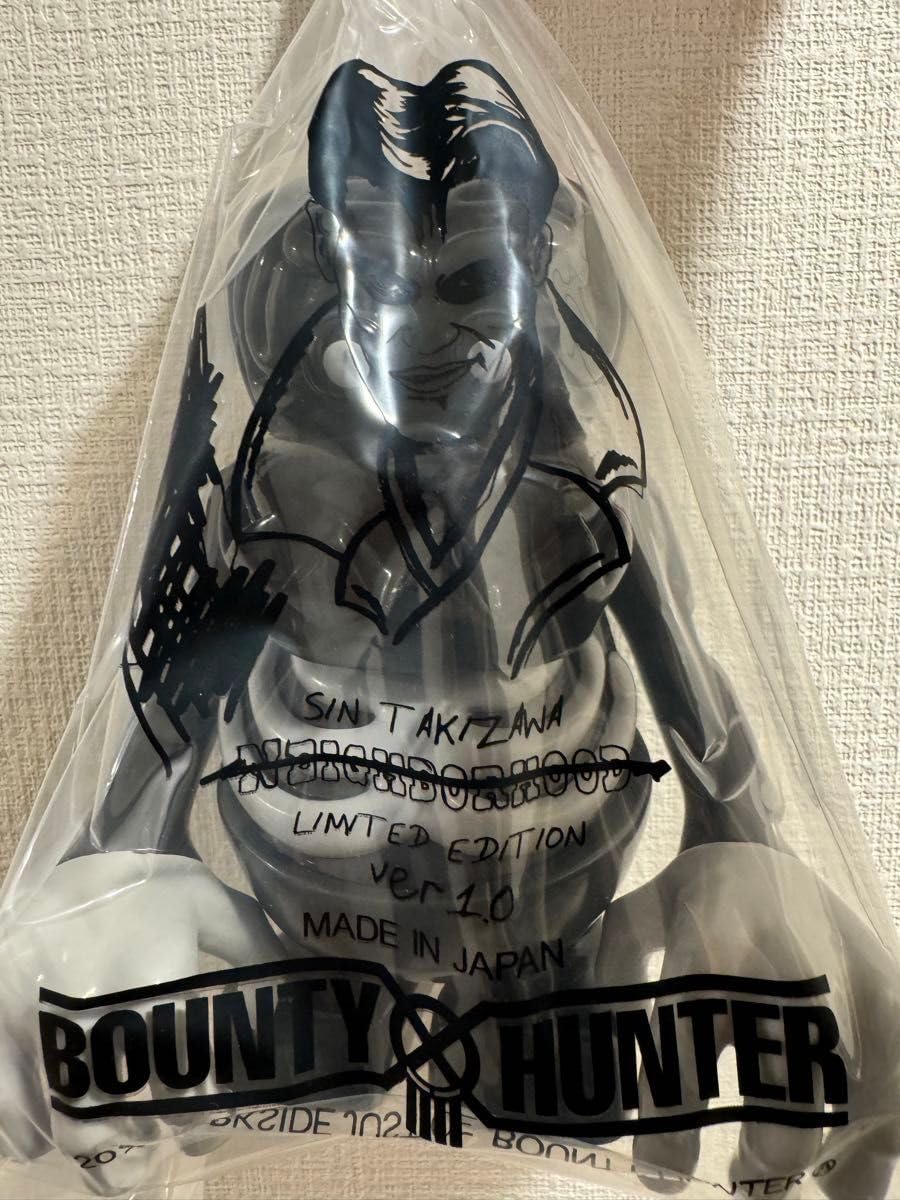 SIN TAKIZAWA
NEIGHBORHOOD
LIMITED EDITION
ver 1.0
MADE IN JAPAN
BOUNTY HUNTER